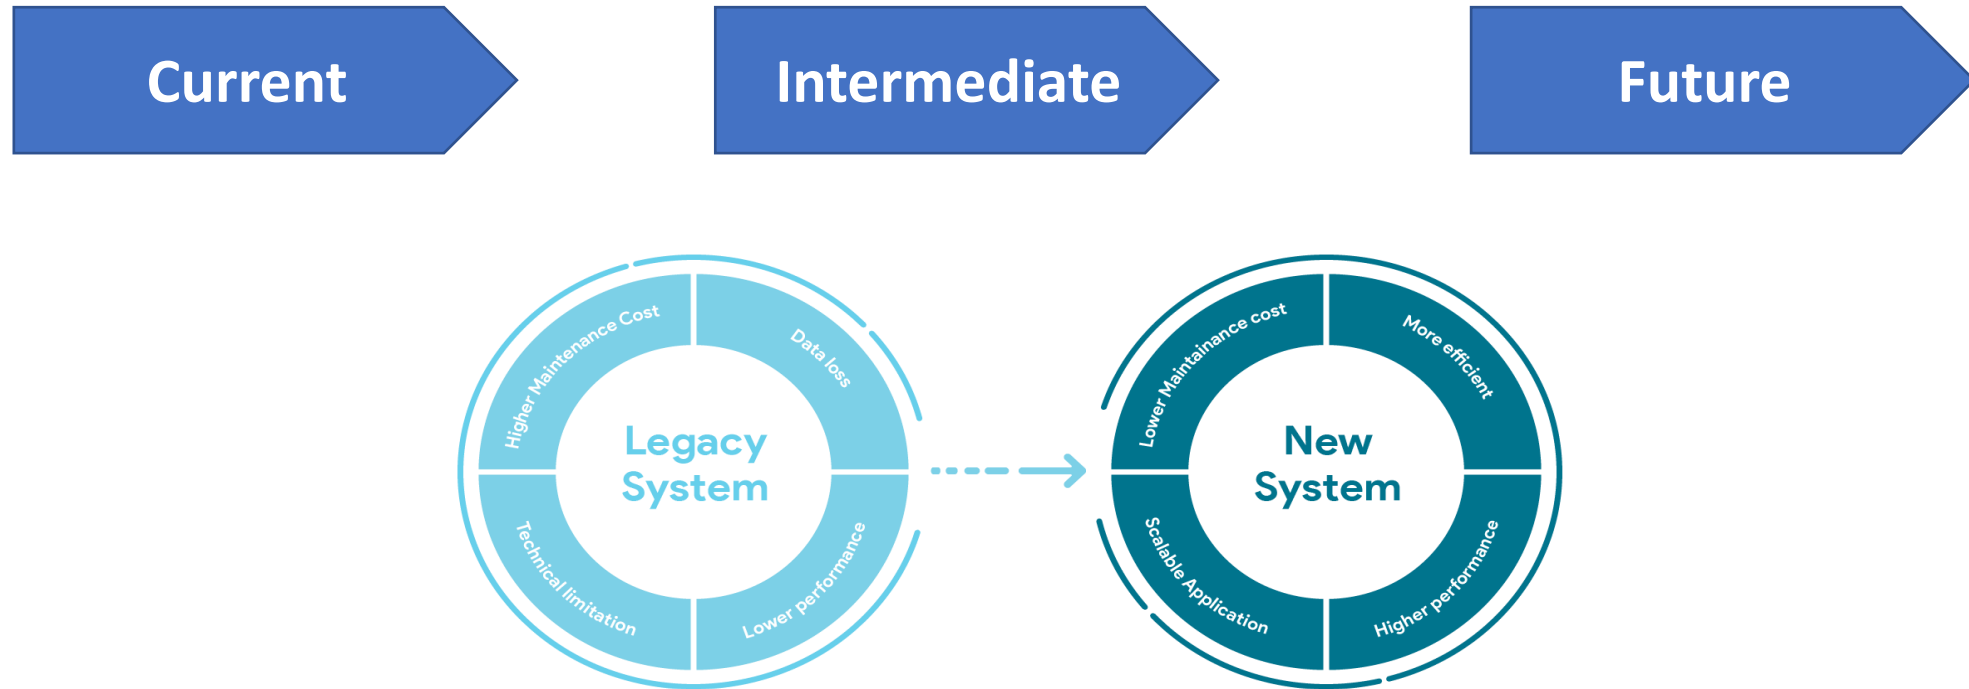 Current
Intermediate
Future
Higher Maintenance Cost
Data loss
Legacy
System
Technical limitation
Lower performance
Lower Maintainance cost
More efficient
New
System
Scalable Application
Higher performance